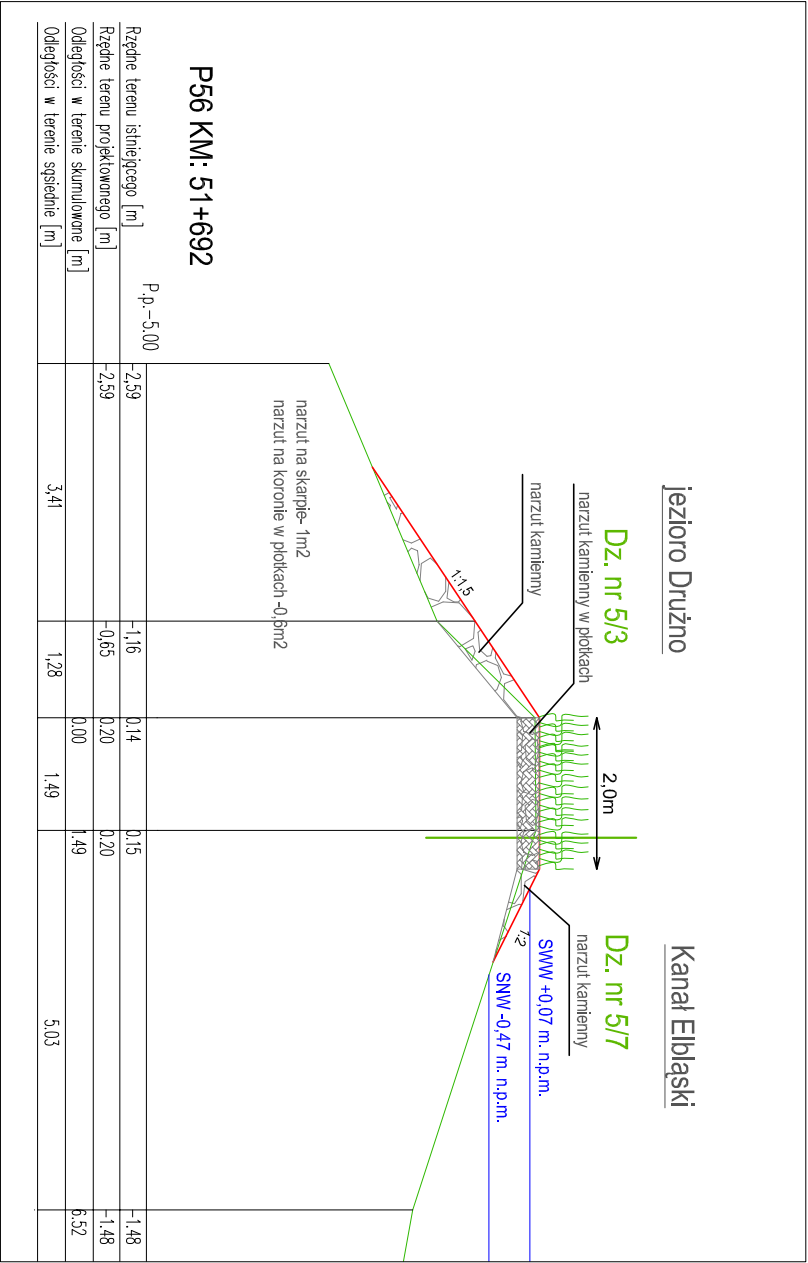 jezioro Drużno
Kanał Elbląski
Dz. nr 5/3
Dz. nr 5/7
narzut kamienny w płotkach
narzut kamienny
2,0m
narzut kamienny
SWW +0,07 m. n.p.m.
SNW -0,47 m. n.p.m.
1:1,5
1:2
narzut na skarpie- 1m2
narzut na koronie w płotkach -0,6m2
P56 KM: 51+692
P.p.-5.00
Rzędne terenu istniejącego [m] -2,59 -1,16 0.14 0.15 -1.48
Rzędne terenu projektowanego [m] -2,59 -0,65 0.20 0.20 -1.48
Odległości w terenie skumulowane [m] 0.00 1.49 6.52
Odległości w terenie sąsiednie [m] 3,41 1,28 1.49 5.03